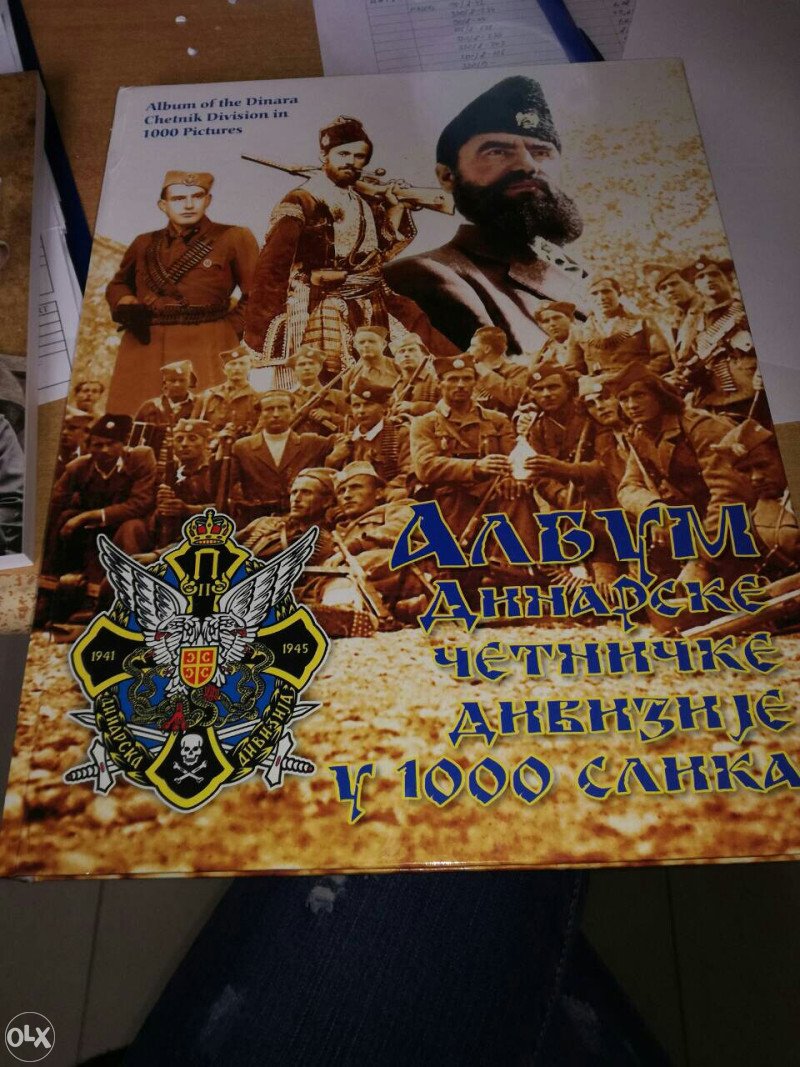 Album of the Dinara
Chetnik Division in
1000 Pictures
Албум
Динарске
четничке
дивизије
у 1000 слика
П
II
1941
1945
ДИНАРСКА
ДИВИЗИЈА
OLX